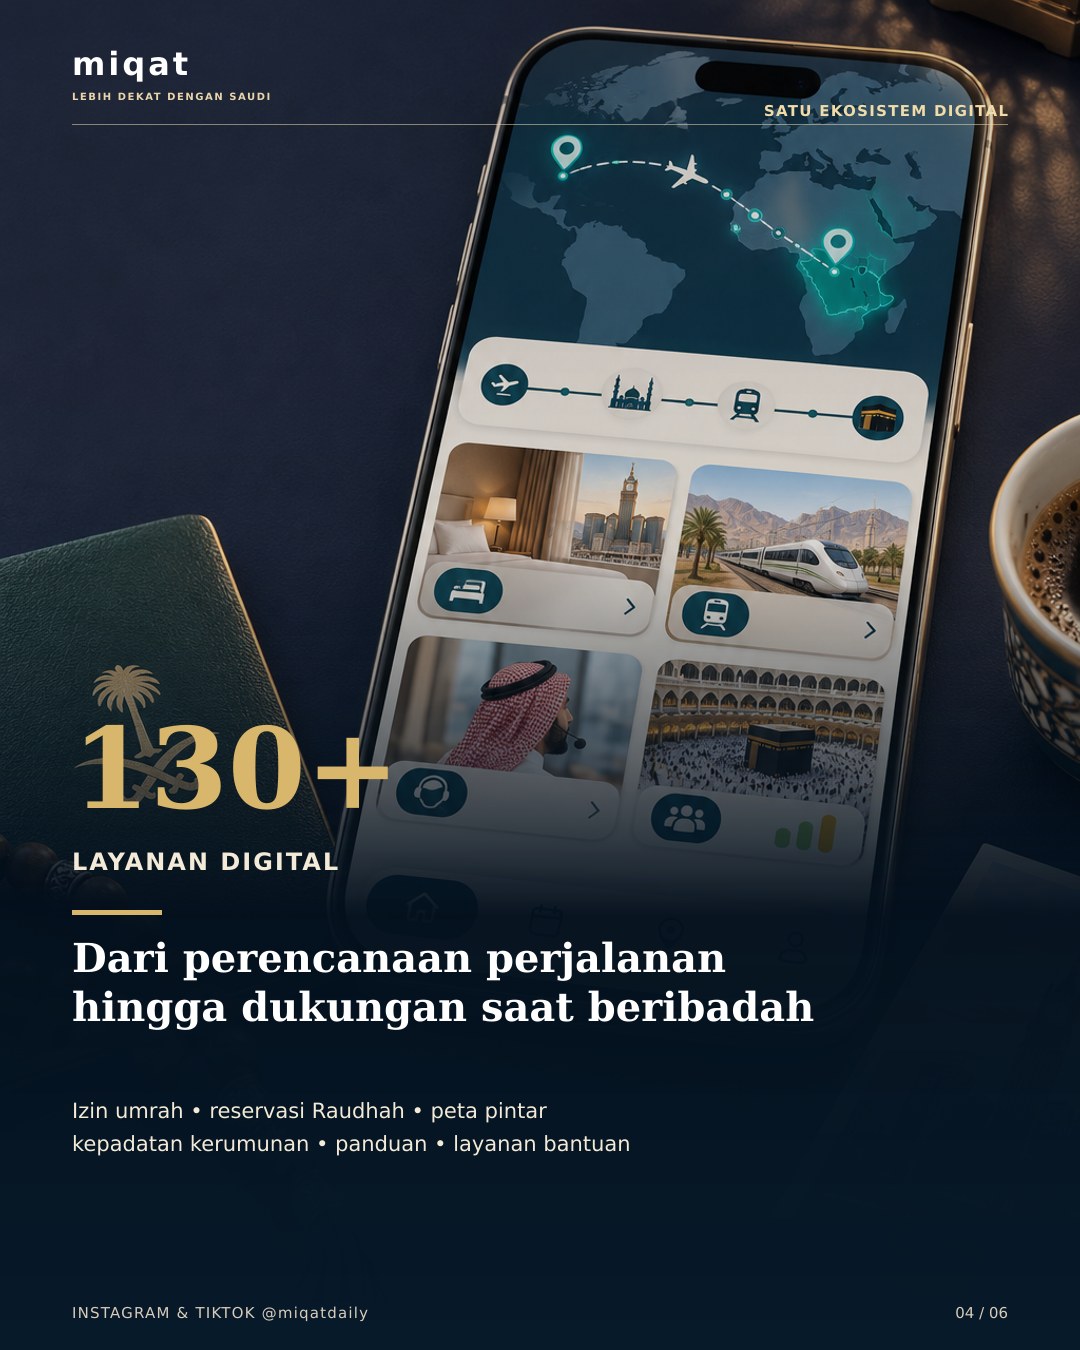 miqat
LEBIH DEKAT DENGAN SAUDI
SATU EKOSISTEM DIGITAL
130+
LAYANAN DIGITAL
Dari perencanaan perjalanan
hingga dukungan saat beribadah
Izin umrah • reservasi Raudhah • peta pintar
kepadatan kerumunan • panduan • layanan bantuan
INSTAGRAM & TIKTOK @miqatdaily
04 / 06